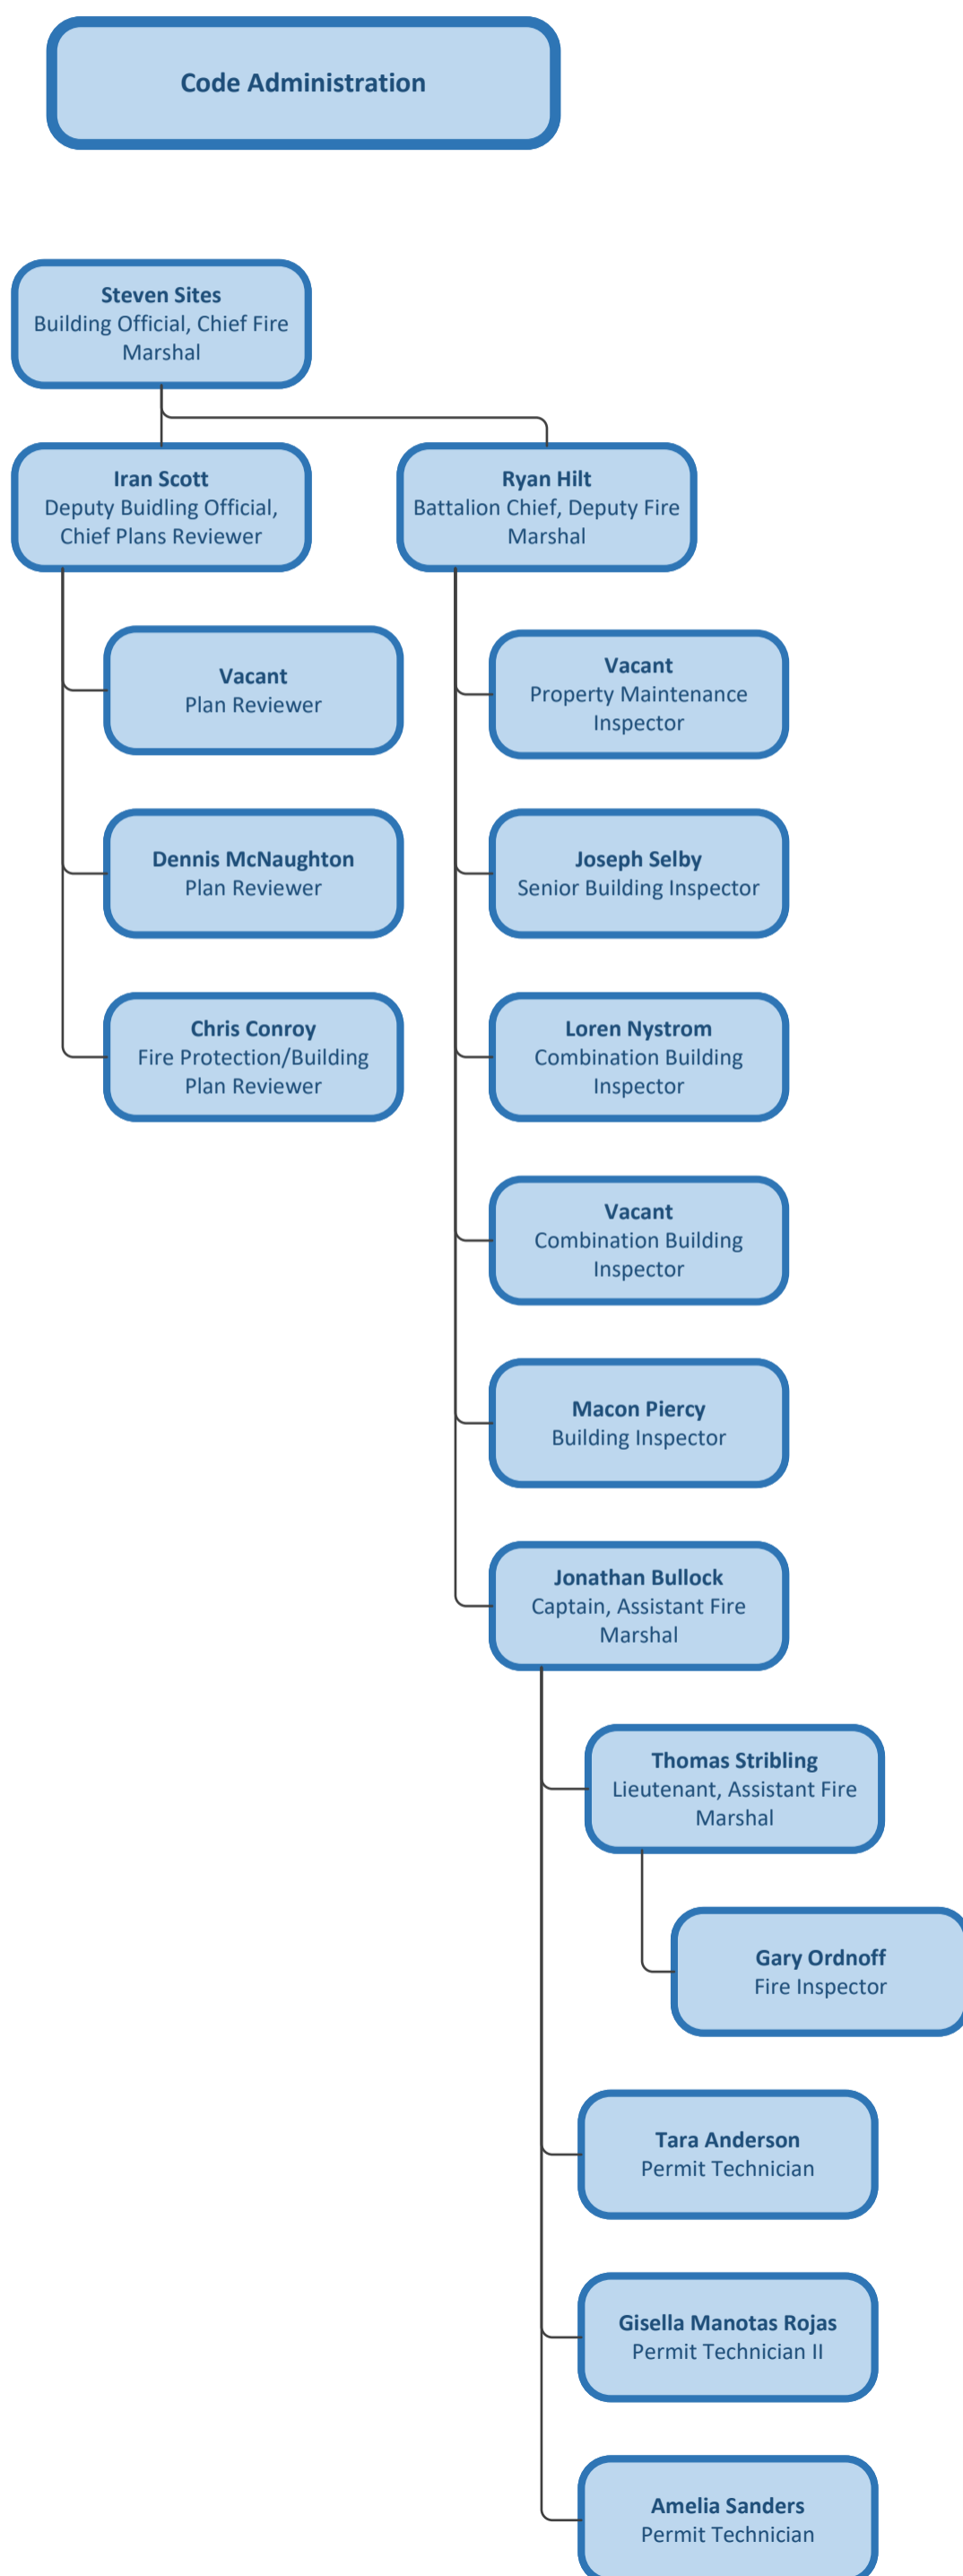 Code Administration
Steven Sites
Building Official, Chief Fire
Marshal
Iran Scott
Deputy Buidling Official,
Chief Plans Reviewer
Ryan Hilt
Battalion Chief, Deputy Fire
Marshal
Vacant
Plan Reviewer
Dennis McNaughton
Plan Reviewer
Chris Conroy
Fire Protection/Building
Plan Reviewer
Vacant
Property Maintenance
Inspector
Joseph Selby
Senior Building Inspector
Loren Nystrom
Combination Building
Inspector
Vacant
Combination Building
Inspector
Macon Piercy
Building Inspector
Jonathan Bullock
Captain, Assistant Fire
Marshal
Thomas Stribling
Lieutenant, Assistant Fire
Marshal
Gary Ordnoff
Fire Inspector
Tara Anderson
Permit Technician
Gisella Manotas Rojas
Permit Technician II
Amelia Sanders
Permit Technician